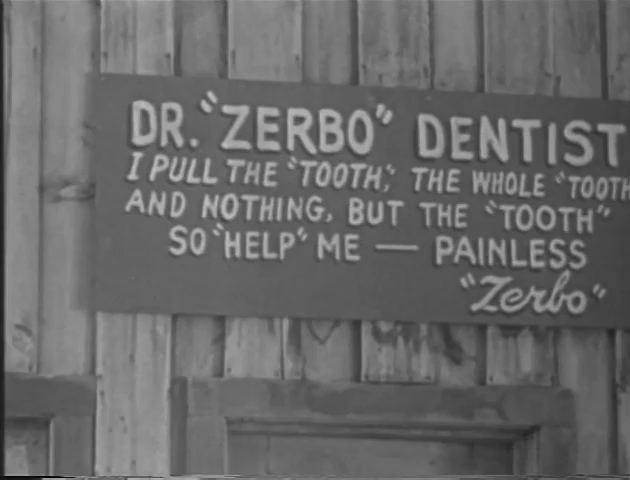 DR. "ZERBO" DENTIST
I PULL THE "TOOTH," THE WHOLE "TOOTH
AND NOTHING, BUT THE "TOOTH"
SO "HELP" ME — PAINLESS
"Zerbo"